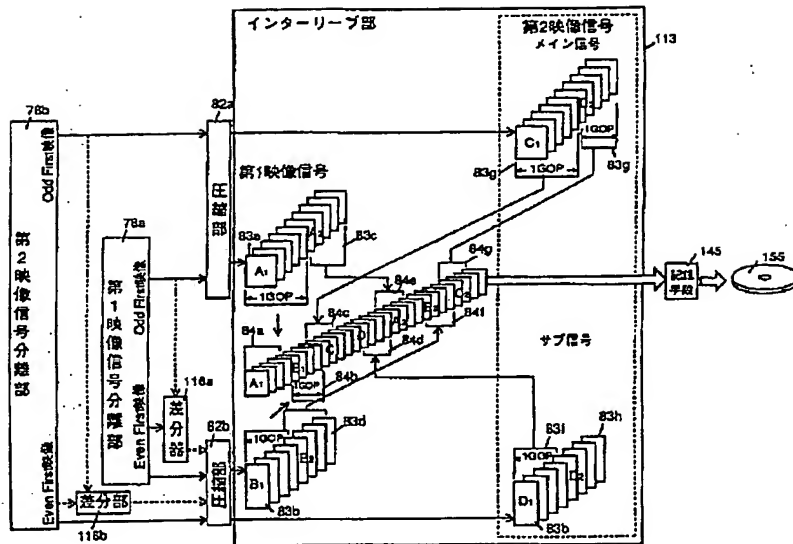 インターリーブ部
第2映像信号
メイン信号
113
78b
Odd First映像
第2映像信号分離部
Even First映像
78a
Odd First映像
第1映像信号分離部
Even First映像
116a
差分部
差分部
116b
82a
圧縮部
82b
圧縮部
第1映像信号
83a
A1
1GOP
83c
C1
1GOP
1GOP
83g
83g
84a
A1
B1
1GOP
84b
84c
C
D
84d
84e
84f
84g
83d
1GOP
B1
B2
83b
サブ信号
83f
1GOP
83h
D1
D2
83b
145
記録
手段
155